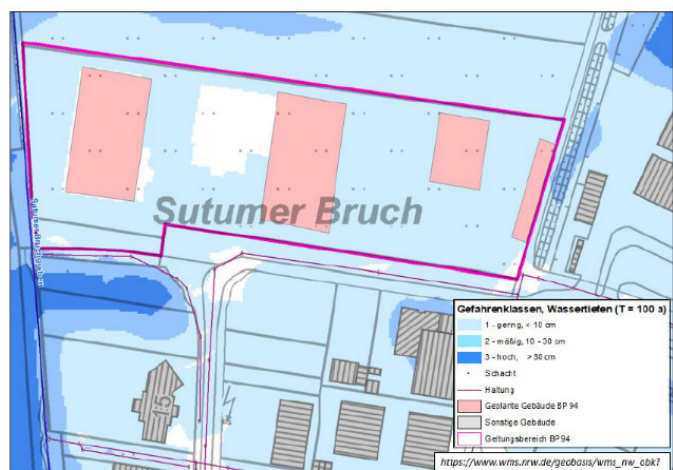 Sutumer Bruch
15
Gefahrenklassen, Wassertiefen (T = 100 a)
1 - gering, < 10 cm
2 - mäßig, 10 - 30 cm
3 - hoch, > 30 cm
Schacht
Haltung
Geplante Gebäude BP 94
Sonstige Gebäude
Geltungsbereich BP 94
https://www.wms.nrw.de/geobasis/wms_nw_abk?